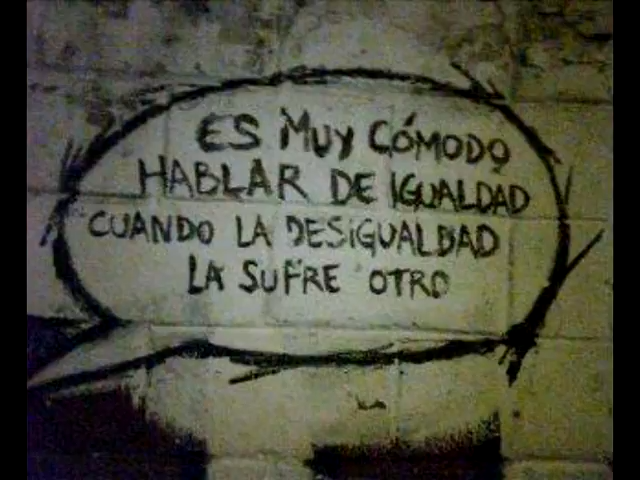 ES MUY CÓMODO
HABLAR DE IGUALDAD
CUANDO LA DESIGUALDAD
LA SUFRE OTRO